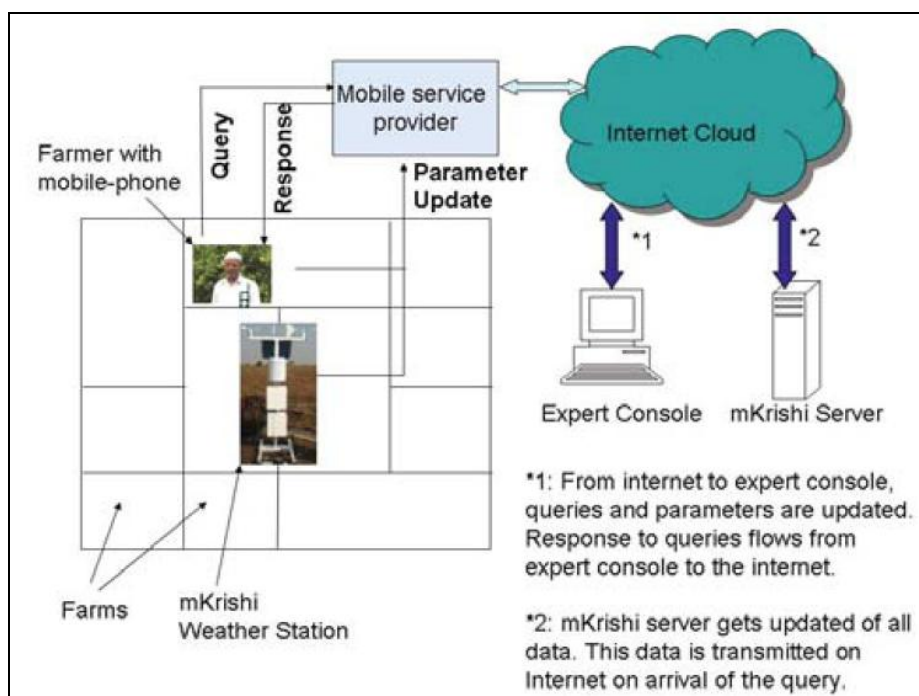 Mobile service
provider
Internet Cloud
Query
Response
Parameter
Update
Farmer with
mobile-phone
*1
*2
Expert Console
mKrishi Server
Farms
mKrishi
Weather Station
*1: From internet to expert console,
queries and parameters are updated.
Response to queries flows from
expert console to the internet.
*2: mKrishi server gets updated of all
data. This data is transmitted on
Internet on arrival of the query.